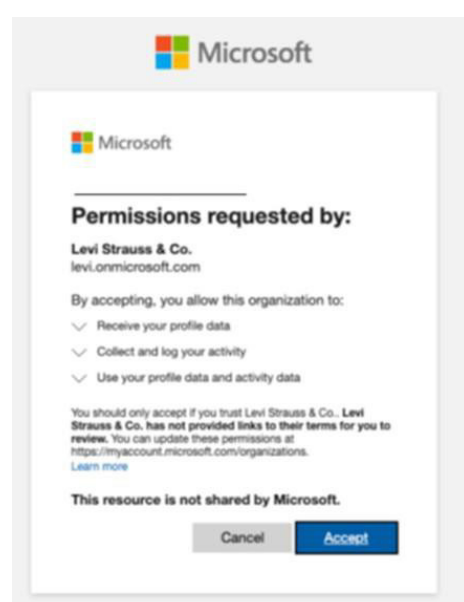 Microsoft
Microsoft
Permissions requested by:
Levi Strauss & Co.
levi.onmicrosoft.com
By accepting, you allow this organization to:
Receive your profile data
Collect and log your activity
Use your profile data and activity data
You should only accept if you trust Levi Strauss & Co.. Levi
Strauss & Co. has not provided links to their terms for you to
review. You can update these permissions at
https://myaccount.microsoft.com/organizations.
Learn more
This resource is not shared by Microsoft.
Cancel Accept